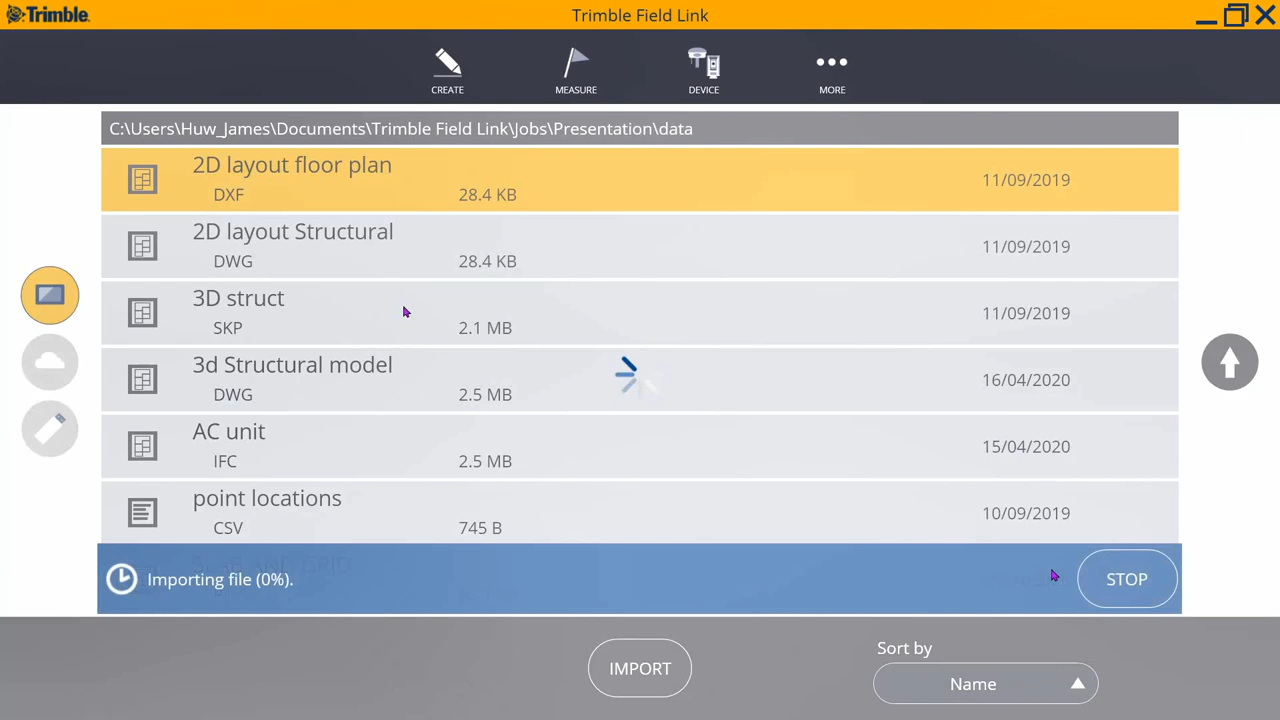 Trimble.
Trimble Field Link
CREATE
MEASURE
DEVICE
MORE
C:\Users\Huw_James\Documents\Trimble Field Link\Jobs\Presentation\data
2D layout floor plan
DXF 28.4 KB 11/09/2019
2D layout Structural
DWG 28.4 KB 11/09/2019
3D struct
SKP 2.1 MB 11/09/2019
3d Structural model
DWG 2.5 MB 16/04/2020
AC unit
IFC 2.5 MB 15/04/2020
point locations
CSV 745 B 10/09/2019
Importing file (0%).
STOP
IMPORT
Sort by
Name